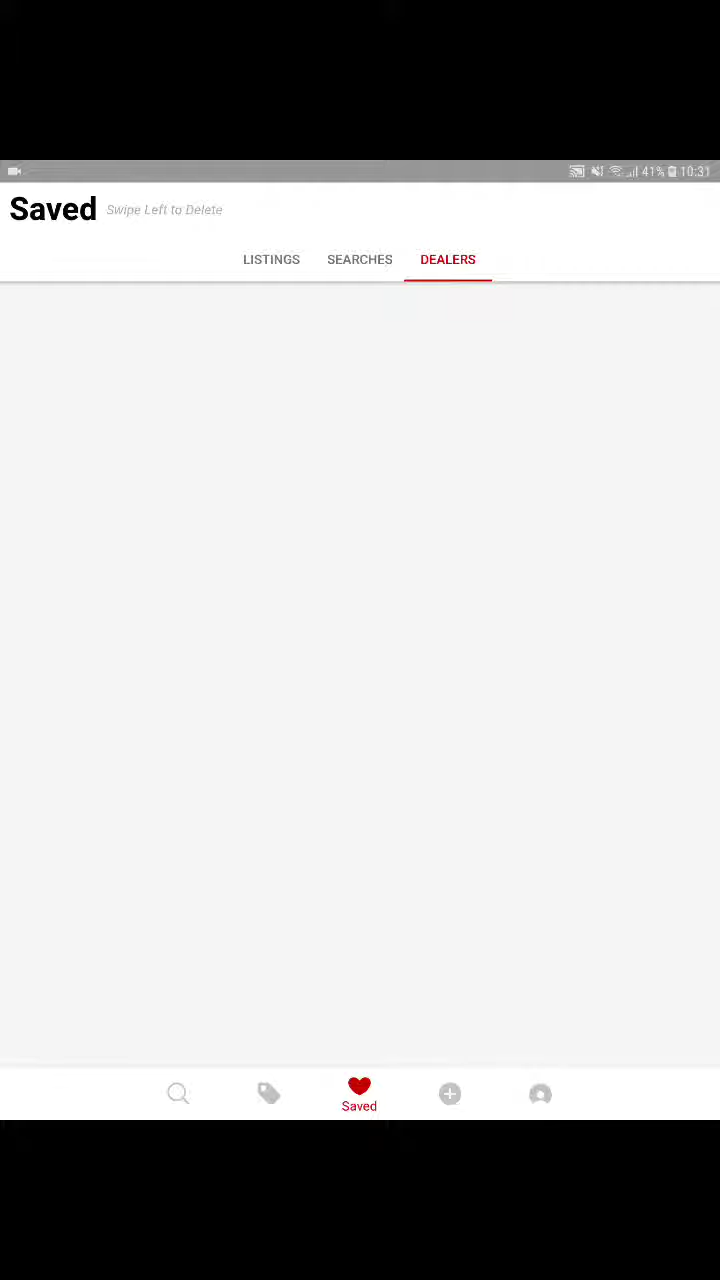 41% 10:31
Saved Swipe Left to Delete
LISTINGS SEARCHES DEALERS
Saved